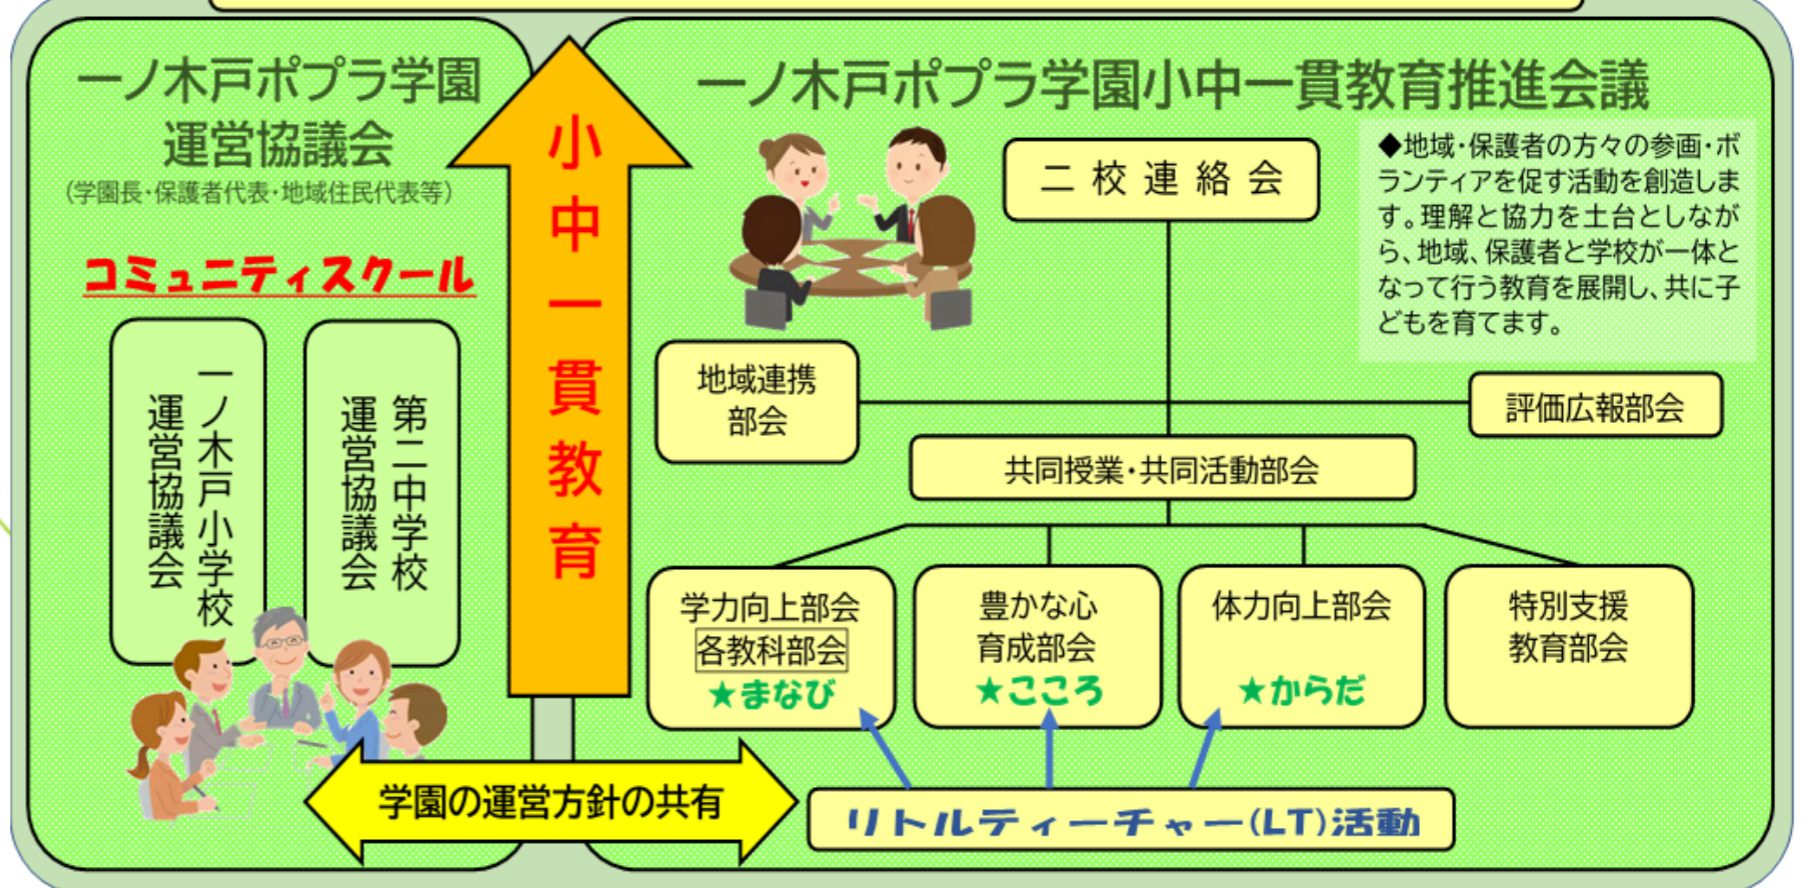 一ノ木戸ポプラ学園
運営協議会
（学園長・保護者代表・地域住民代表等）
コミュニティスクール
一ノ木戸小学校
運営協議会
第二中学校
運営協議会
小中一貫教育
一ノ木戸ポプラ学園小中一貫教育推進会議
二校連絡会
◆地域・保護者の方々の参画・ボ
ランティアを促す活動を創造しま
す。理解と協力を土台としなが
ら、地域、保護者と学校が一体と
なって行う教育を展開し、共に子
どもを育てます。
地域連携
部会
評価広報部会
共同授業・共同活動部会
学力向上部会
各教科部会
★まなび
豊かな心
育成部会
★こころ
体力向上部会
★からだ
特別支援
教育部会
学園の運営方針の共有
リトルティーチャー(LT)活動